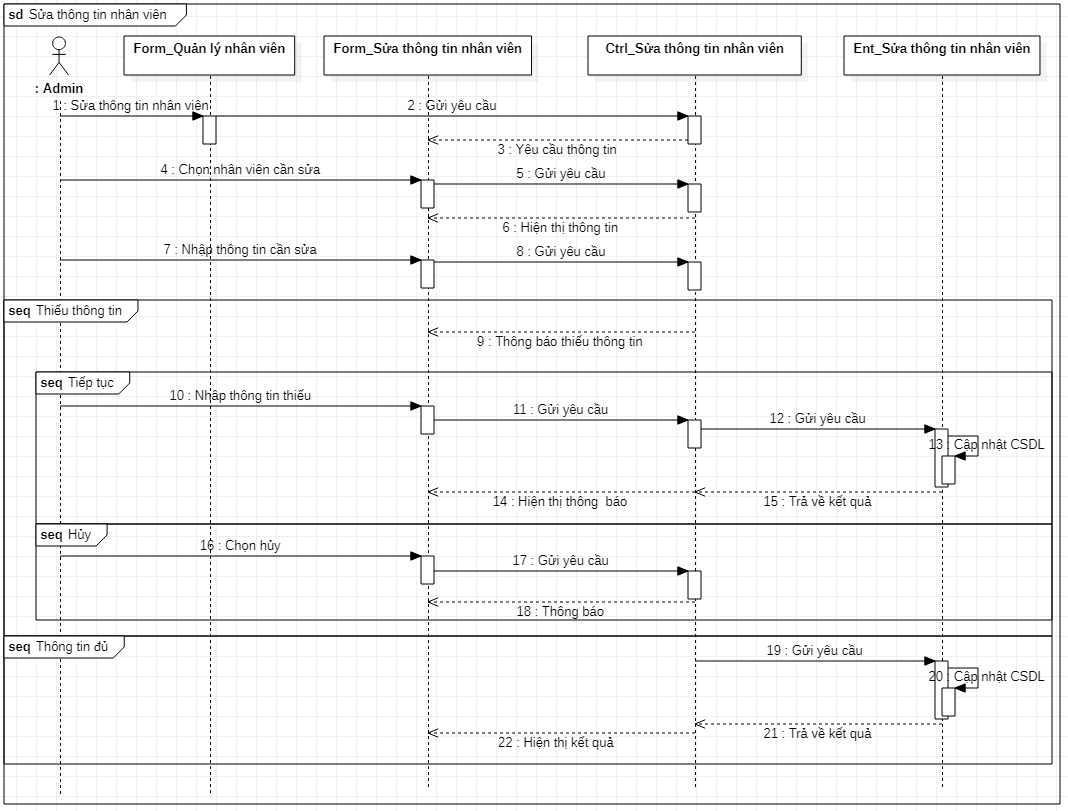 sd Sửa thông tin nhân viên
Form_Quản lý nhân viên
Form_Sửa thông tin nhân viên
Ctrl_Sửa thông tin nhân viên
Ent_Sửa thông tin nhân viên
: Admin
1 : Sửa thông tin nhân viên
2 : Gửi yêu cầu
3 : Yêu cầu thông tin
4 : Chọn nhân viên cần sửa
5 : Gửi yêu cầu
6 : Hiện thị thông tin
7 : Nhập thông tin cần sửa
8 : Gửi yêu cầu
seq Thiếu thông tin
9 : Thông báo thiếu thông tin
seq Tiếp tục
10 : Nhập thông tin thiếu
11 : Gửi yêu cầu
12 : Gửi yêu cầu
13 : Cập nhật CSDL
14 : Hiện thị thông  báo
15 : Trả về kết quả
seq Hủy
16 : Chọn hủy
17 : Gửi yêu cầu
18 : Thông báo
seq Thông tin đủ
19 : Gửi yêu cầu
20 : Cập nhật CSDL
21 : Trả về kết quả
22 : Hiện thị kết quả